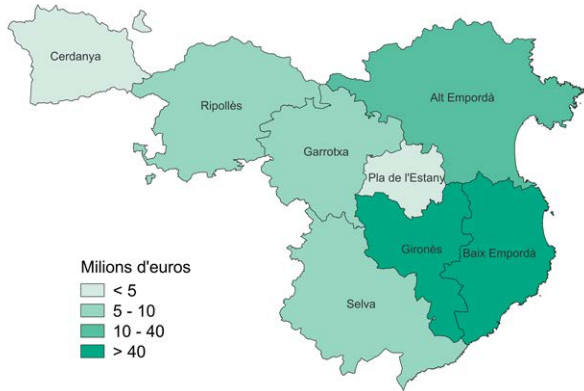 Cerdanya
Ripollès
Alt Empordà
Garrotxa
Pla de l'Estany
Gironès
Baix Empordà
Selva
Milions d'euros
< 5
5 - 10
10 - 40
> 40